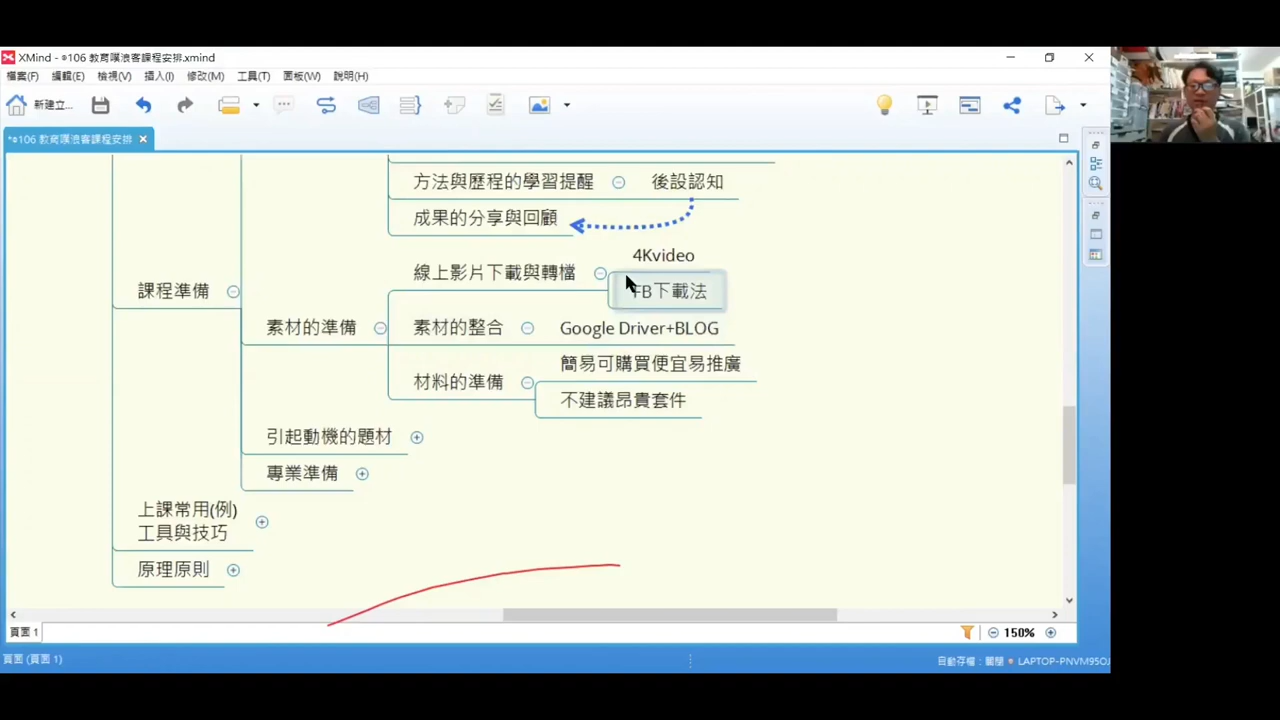 XMind - ⊙106 教育噗浪客課程安排.xmind
檔案(F) 編輯(E) 檢視(V) 插入(I) 修改(M) 工具(T) 面板(W) 說明(H)
新建立...
*⊙106 教育噗浪客課程安排
方法與歷程的學習提醒 後設認知
成果的分享與回顧
4Kvideo
線上影片下載與轉檔
FB下載法
課程準備
素材的準備 素材的整合 Google Driver+BLOG
簡易可購買便宜易推廣
材料的準備
不建議昂貴套件
引起動機的題材
專業準備
上課常用(例)
工具與技巧
原理原則
頁面 1 150%
頁面 (頁面 1) 自動存檔：關閉 LAPTOP-PNVM95OJ